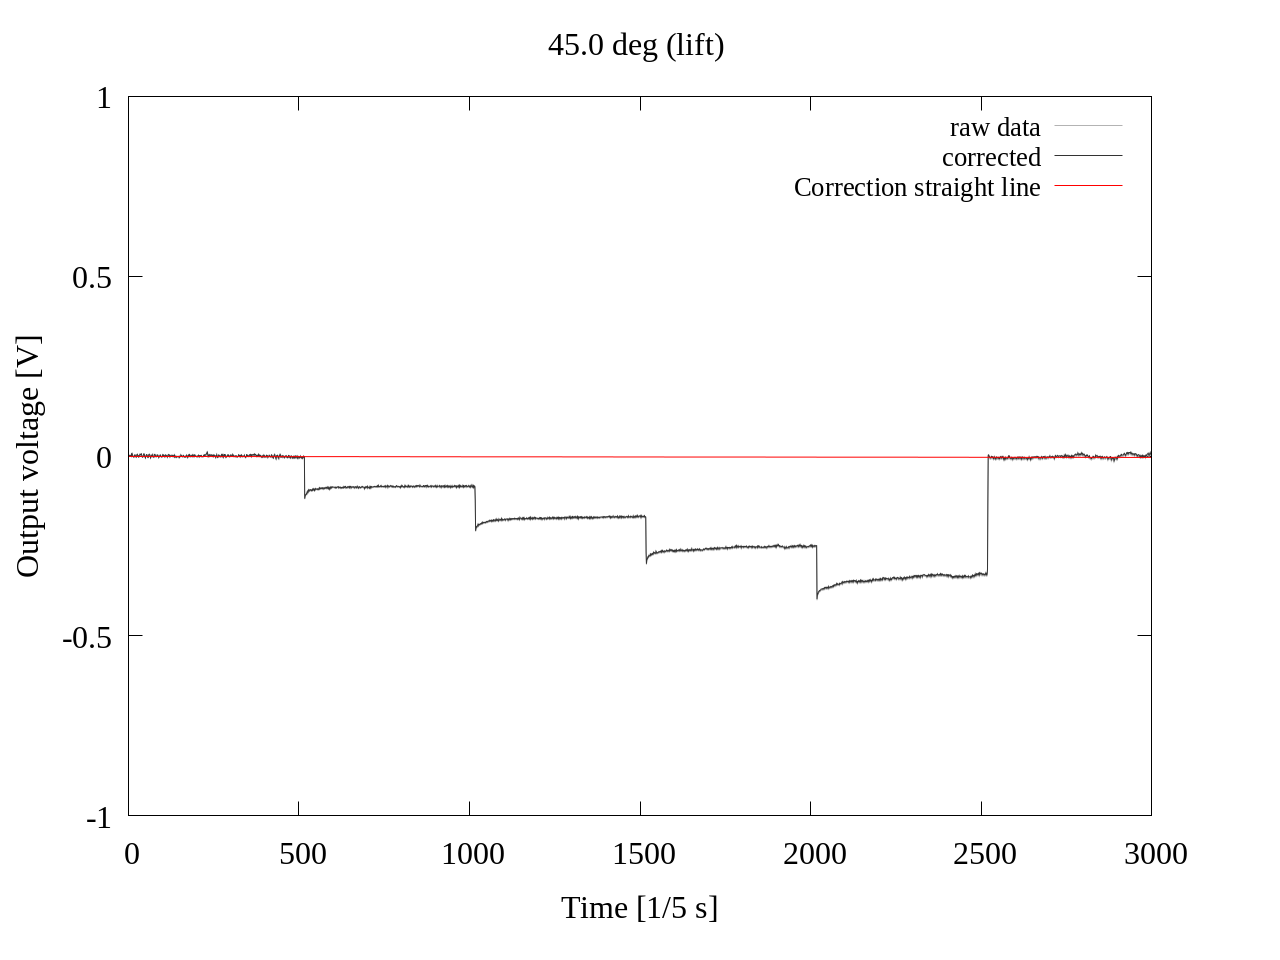 45.0 deg (lift)
1
0.5
0
-0.5
-1
Output voltage [V]
raw data
corrected
Correction straight line
0 500 1000 1500 2000 2500 3000
Time [1/5 s]